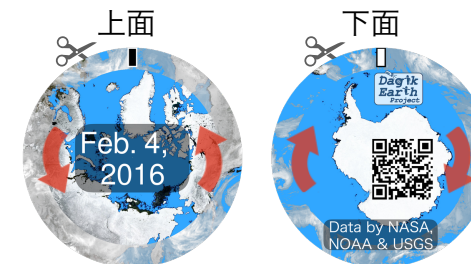 上面
下面
Feb. 4,
2016
Dagik
Earth
Project
Data by NASA,
NOAA & USGS